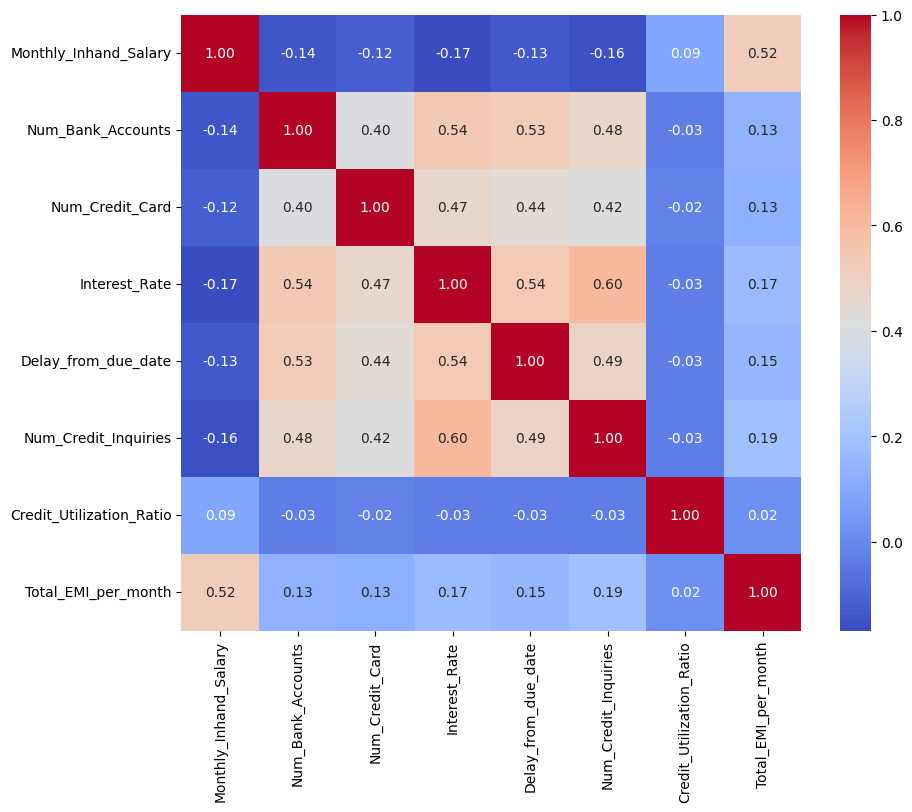 1.0
Monthly_Inhand_Salary 1.00 -0.14 -0.12 -0.17 -0.13 -0.16 0.09 0.52
0.8
Num_Bank_Accounts -0.14 1.00 0.40 0.54 0.53 0.48 -0.03 0.13
Num_Credit_Card -0.12 0.40 1.00 0.47 0.44 0.42 -0.02 0.13
0.6
Interest_Rate -0.17 0.54 0.47 1.00 0.54 0.60 -0.03 0.17
0.4
Delay_from_due_date -0.13 0.53 0.44 0.54 1.00 0.49 -0.03 0.15
Num_Credit_Inquiries -0.16 0.48 0.42 0.60 0.49 1.00 -0.03 0.19
0.2
Credit_Utilization_Ratio 0.09 -0.03 -0.02 -0.03 -0.03 -0.03 1.00 0.02
0.0
Total_EMI_per_month 0.52 0.13 0.13 0.17 0.15 0.19 0.02 1.00
Monthly_Inhand_Salary
Num_Bank_Accounts
Num_Credit_Card
Interest_Rate
Delay_from_due_date
Num_Credit_Inquiries
Credit_Utilization_Ratio
Total_EMI_per_month